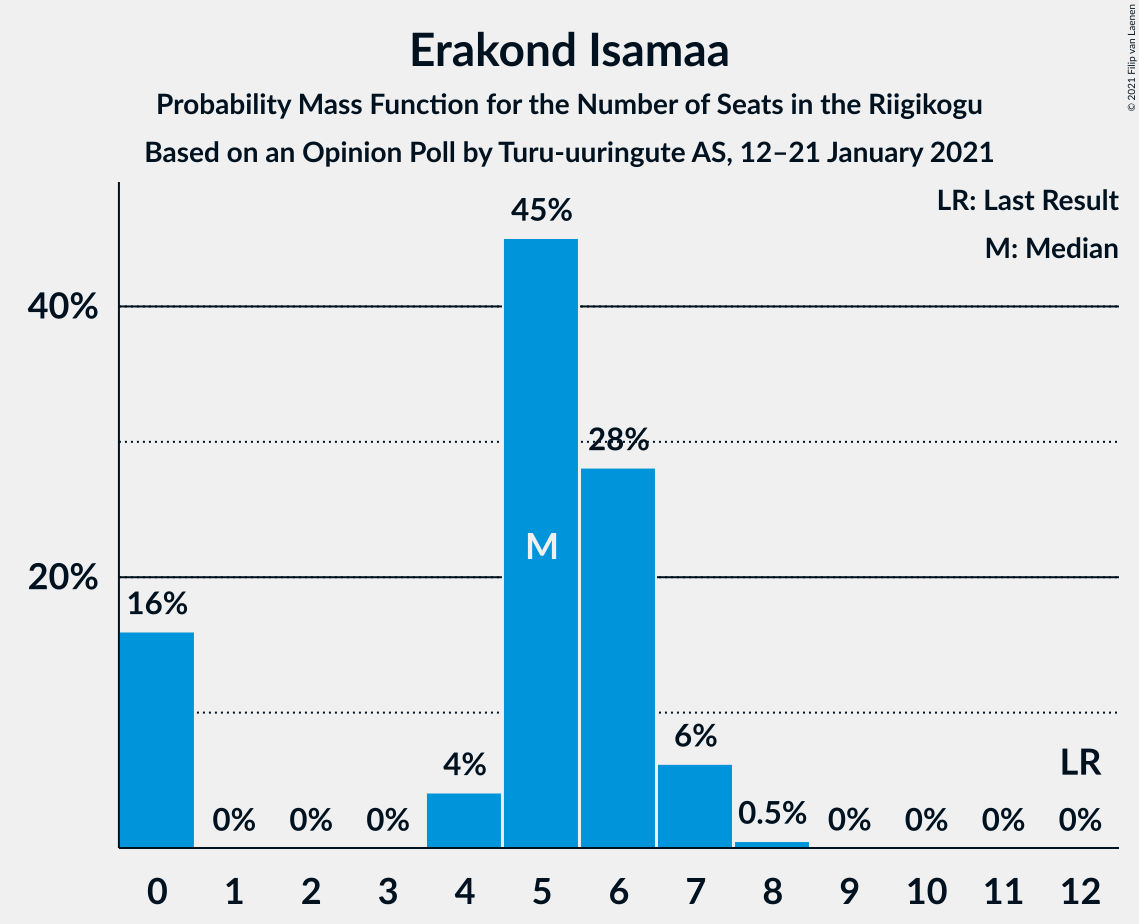 Erakond Isamaa
Probability Mass Function for the Number of Seats in the Riigikogu
Based on an Opinion Poll by Turu-uuringute AS, 12–21 January 2021
© 2021 Filip van Laenen
LR: Last Result
M: Median
45%
40%
28%
M
20%
16%
6%
4%
LR
0% 0% 0% 0.5% 0% 0% 0% 0%
0 1 2 3 4 5 6 7 8 9 10 11 12